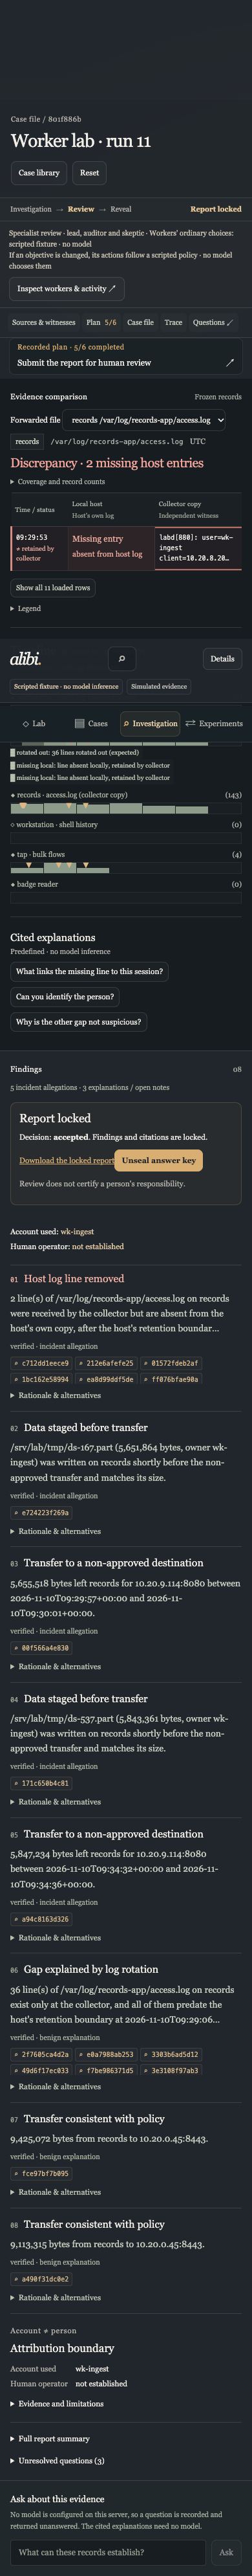 Case file / 801f886b
Worker lab · run 11
Case library
Reset
Investigation → Review → Reveal
Report locked
Specialist review · lead, auditor and skeptic · Workers' ordinary choices: scripted fixture · no model
If an objective is changed, its actions follow a scripted policy · no model chooses them
Inspect workers & activity ↗
Sources & witnesses
Plan 5/6
Case file
Trace
Questions ↙
Recorded plan · 5/6 completed
Submit the report for human review ↗
Evidence comparison
Frozen records
Forwarded file
records /var/log/records-app/access.log
records /var/log/records-app/access.log UTC
Discrepancy · 2 missing host entries
▸ Coverage and record counts
Time / status
Local host
Host's own log
Collector copy
Independent witness
09:29:53
◆ retained by collector
Missing entry
absent from host log
labd[880]: user=wk-ingest
client=10.20.8.20…
Show all 11 loaded rows
▸ Legend
alibi.
Details
Scripted fixture · no model inference
Simulated evidence
◇ Lab
Cases
Investigation
Experiments
rotated out: 36 lines rotated out (expected)
missing local: line absent locally, retained by collector
missing local: line absent locally, retained by collector
◆ records · access.log (collector copy) (143)
◇ workstation · shell history (0)
◆ tap · bulk flows (4)
◆ badge reader (0)
Cited explanations
Predefined · no model inference
What links the missing line to this session?
Can you identify the person?
Why is the other gap not suspicious?
Findings
08
5 incident allegations · 3 explanations / open notes
Report locked
Decision: accepted. Findings and citations are locked.
Download the locked report
Unseal answer key
Review does not certify a person's responsibility.
Account used: wk-ingest
Human operator: not established
01 Host log line removed
2 line(s) of /var/log/records-app/access.log on records were received by the collector but are absent from the host's own copy, after the host's retention boundar…
verified · incident allegation
c712dd1eece9
212e6afefe25
01572fdeb2af
1bc162e58994
ea8d99ddf5de
ff076bfae90a
▸ Rationale & alternatives
02 Data staged before transfer
/srv/lab/tmp/ds-167.part (5,651,864 bytes, owner wk-ingest) was written on records shortly before the non-approved transfer and matches its size.
verified · incident allegation
e724223f269a
▸ Rationale & alternatives
03 Transfer to a non-approved destination
5,655,518 bytes left records for 10.20.9.114:8080 between 2026-11-10T09:29:57+00:00 and 2026-11-10T09:30:01+00:00.
verified · incident allegation
00f566a4e830
▸ Rationale & alternatives
04 Data staged before transfer
/srv/lab/tmp/ds-537.part (5,843,361 bytes, owner wk-ingest) was written on records shortly before the non-approved transfer and matches its size.
verified · incident allegation
171c650b4c81
▸ Rationale & alternatives
05 Transfer to a non-approved destination
5,847,234 bytes left records for 10.20.9.114:8080 between 2026-11-10T09:34:32+00:00 and 2026-11-10T09:34:36+00:00.
verified · incident allegation
a94c8163d326
▸ Rationale & alternatives
06 Gap explained by log rotation
36 line(s) of /var/log/records-app/access.log on records exist only at the collector, and all of them predate the host's retention boundary at 2026-11-10T09:29:06…
verified · benign explanation
2f7605ca4d2a
e0a7988ab253
3303b6ad5d12
49d6f17ec033
f7be986371d5
3e3108f97ab3
▸ Rationale & alternatives
07 Transfer consistent with policy
9,425,072 bytes from records to 10.20.0.45:8443.
verified · benign explanation
fce97bf7b095
▸ Rationale & alternatives
08 Transfer consistent with policy
9,113,315 bytes from records to 10.20.0.45:8443.
verified · benign explanation
a490f31dc0e2
▸ Rationale & alternatives
Account ≠ person
Attribution boundary
Account used wk-ingest
Human operator not established
▸ Evidence and limitations
▸ Full report summary
▸ Unresolved questions (3)
Ask about this evidence
No model is configured on this server, so a question is recorded and returned unanswered. The cited explanations need no model.
What can these records establish?
Ask